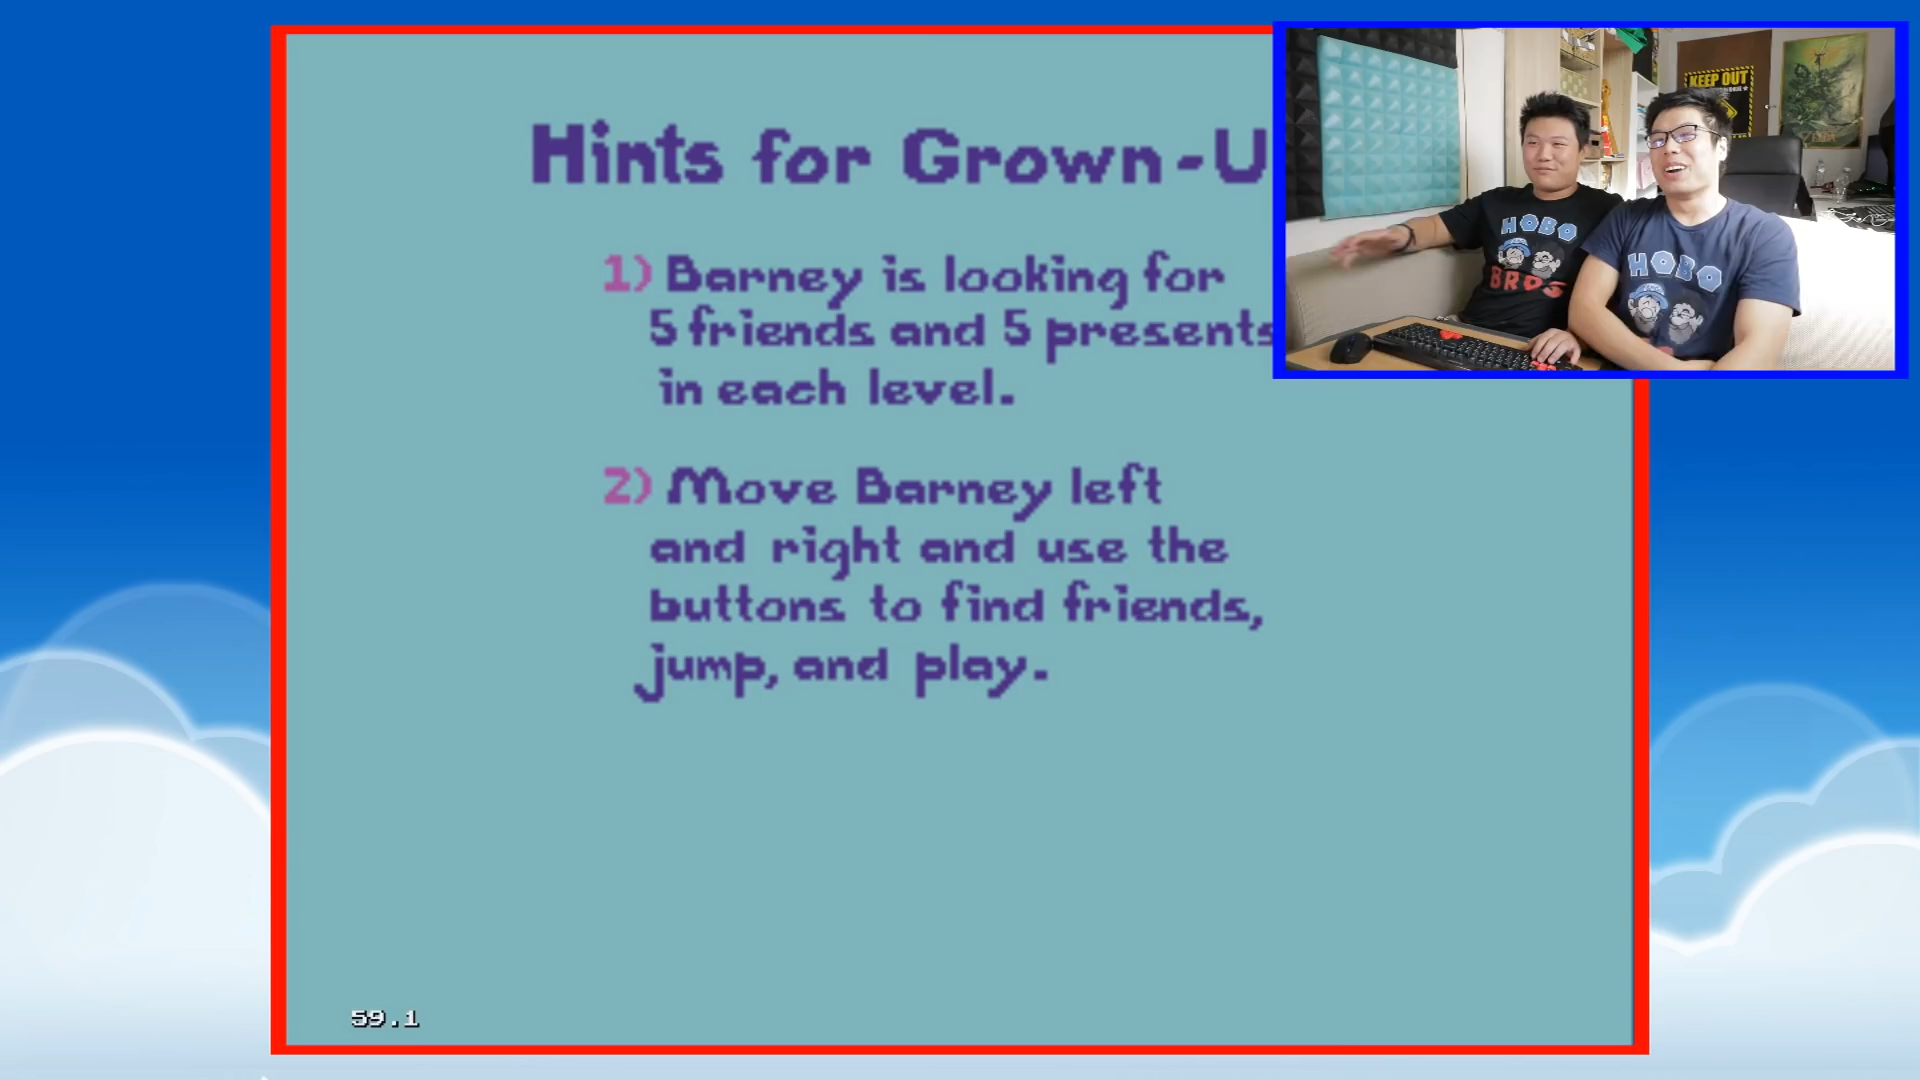 Hints for Grown-U
1) Barney is looking for
5 friends and 5 presents
in each level.
2) Move Barney left
and right and use the
buttons to find friends,
jump, and play.
59.1
KEEP OUT
HOBO
BROS
HOBO